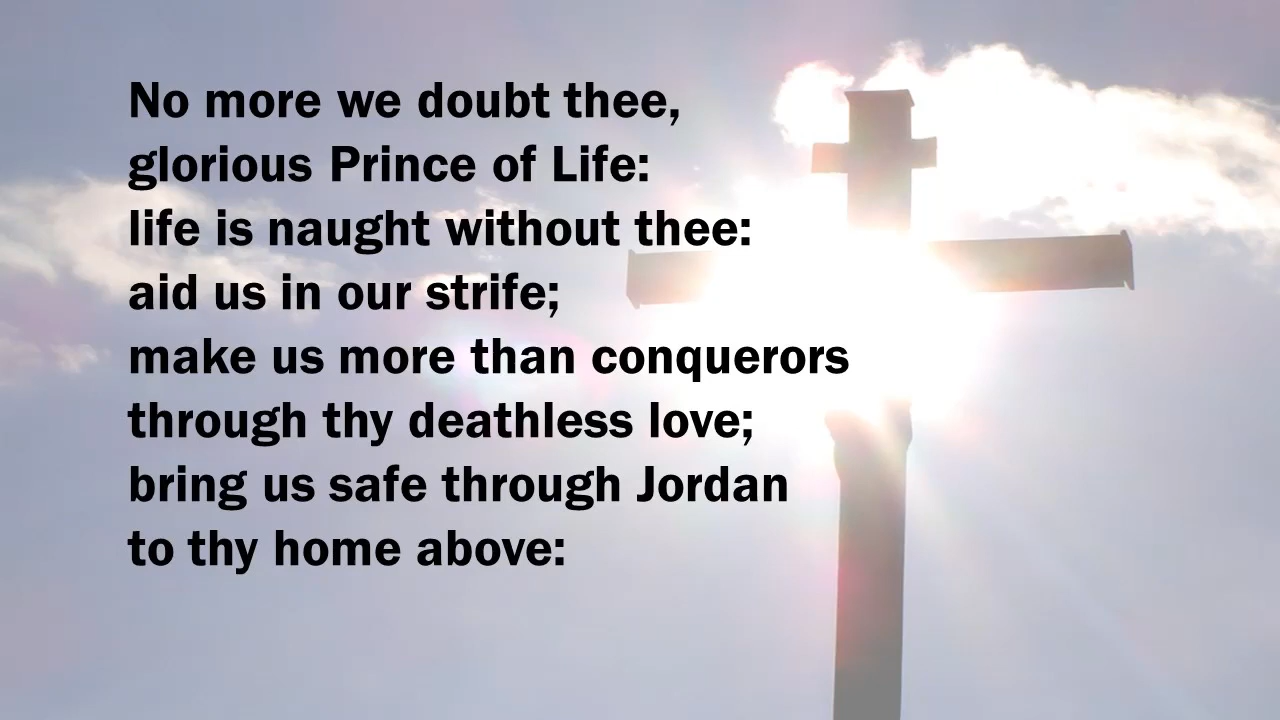 No more we doubt thee,
glorious Prince of Life:
life is naught without thee:
aid us in our strife;
make us more than conquerors
through thy deathless love;
bring us safe through Jordan
to thy home above: